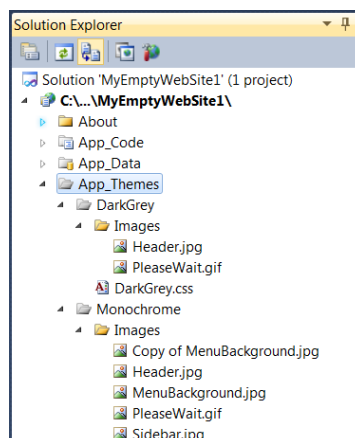 Solution Explorer
Solution 'MyEmptyWebSite1' (1 project)
C:\...\MyEmptyWebSite1\
About
App_Code
App_Data
App_Themes
DarkGrey
Images
Header.jpg
PleaseWait.gif
DarkGrey.css
Monochrome
Images
Copy of MenuBackground.jpg
Header.jpg
MenuBackground.jpg
PleaseWait.gif
Sidebar.jpg